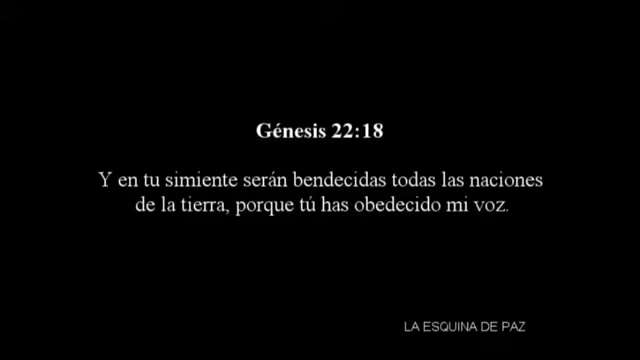 Génesis 22:18
Y en tu simiente serán bendecidas todas las naciones
de la tierra, porque tú has obedecido mi voz.
LA ESQUINA DE PAZ